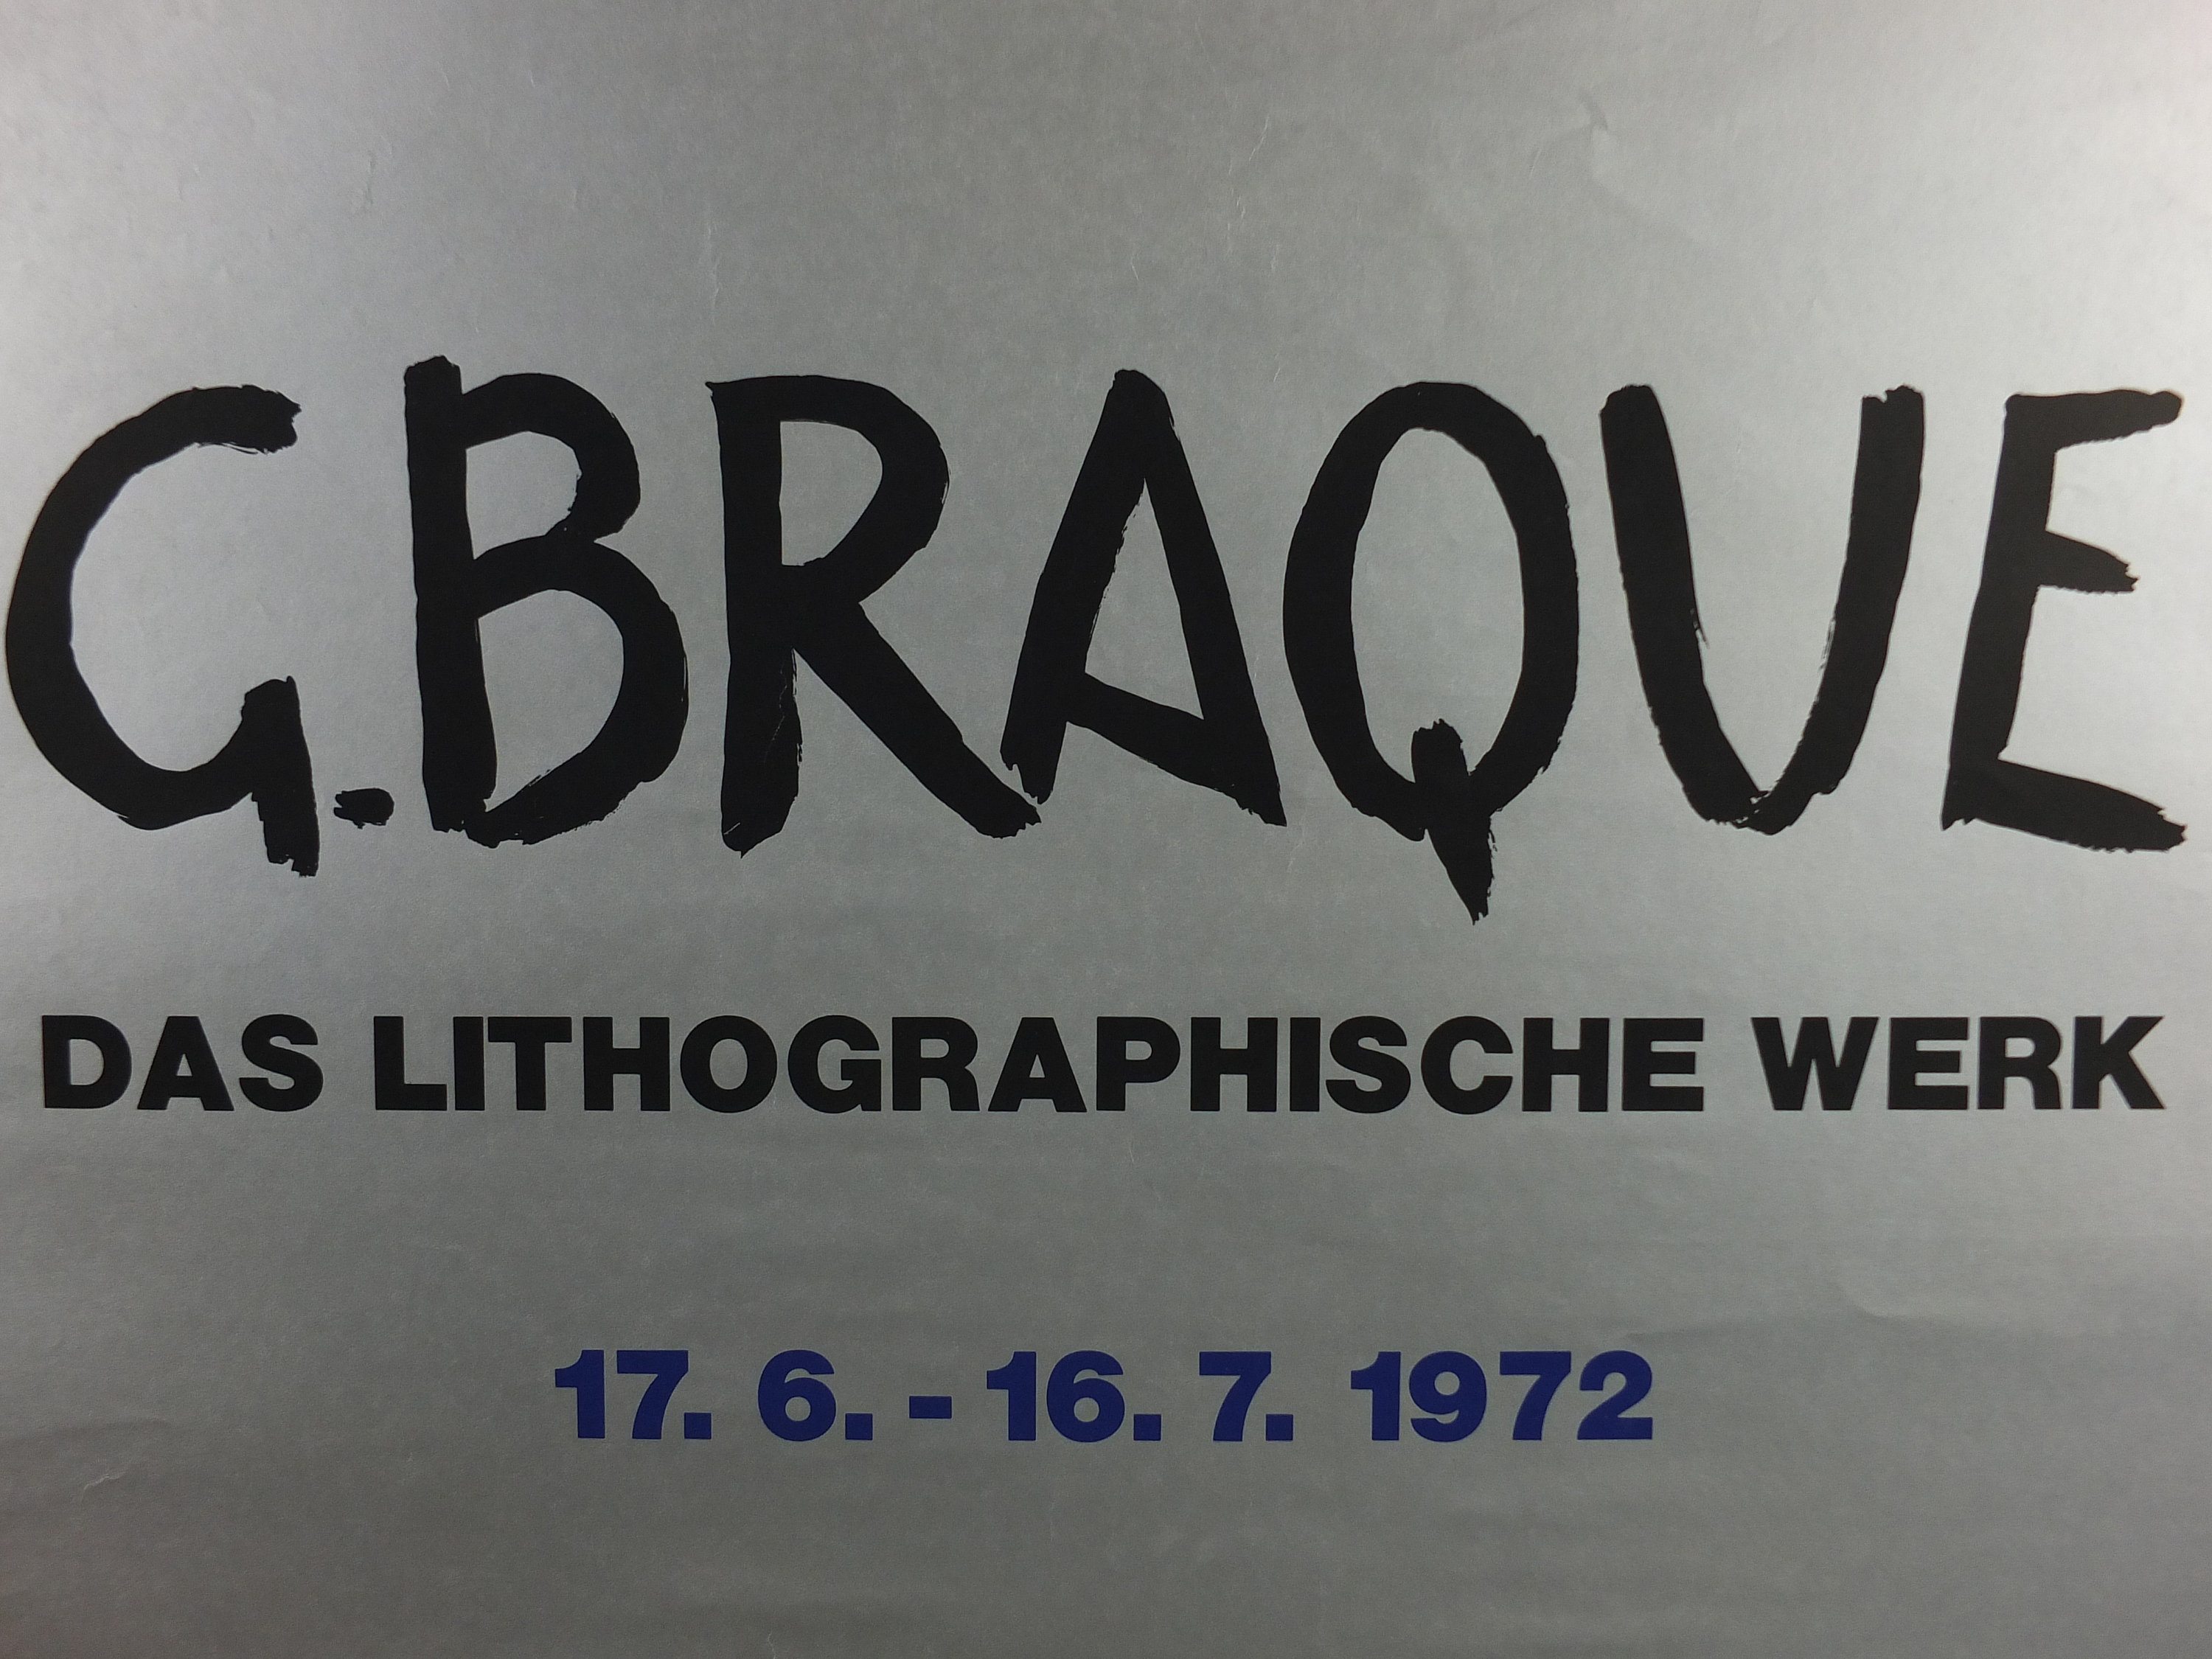 G. BRAQUE
DAS LITHOGRAPHISCHE WERK
17. 6. - 16. 7. 1972